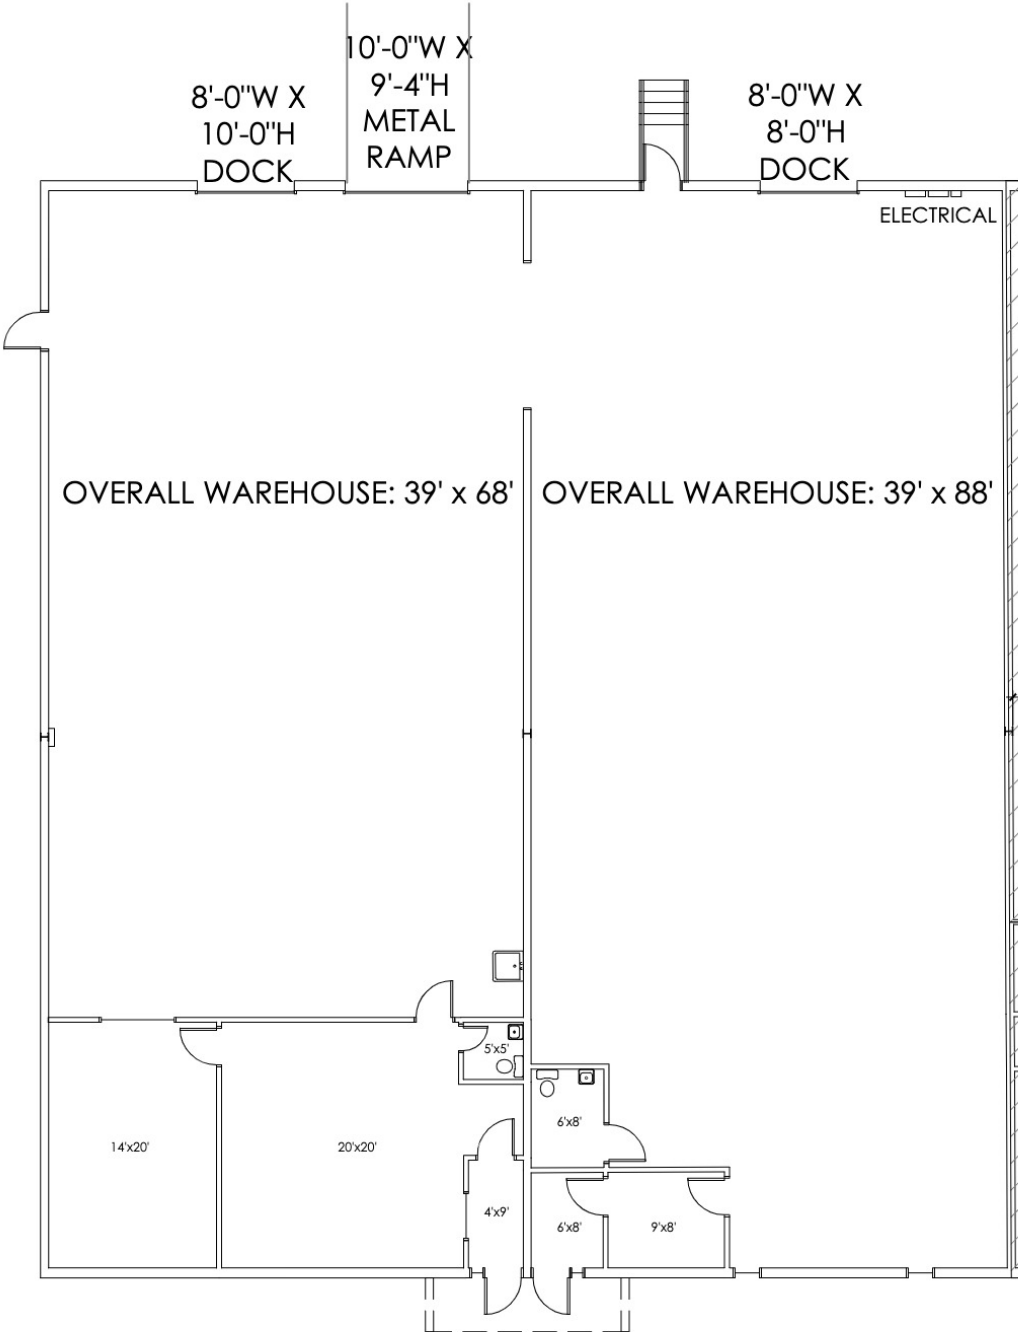 8'-0"W X
10'-0"H
DOCK
10'-0"W X
9'-4"H
METAL
RAMP
8'-0"W X
8'-0"H
DOCK
ELECTRICAL
OVERALL WAREHOUSE: 39' x 68'
OVERALL WAREHOUSE: 39' x 88'
5'x5'
14'x20'
20'x20'
4'x9'
6'x8'
6'x8'
9'x8'